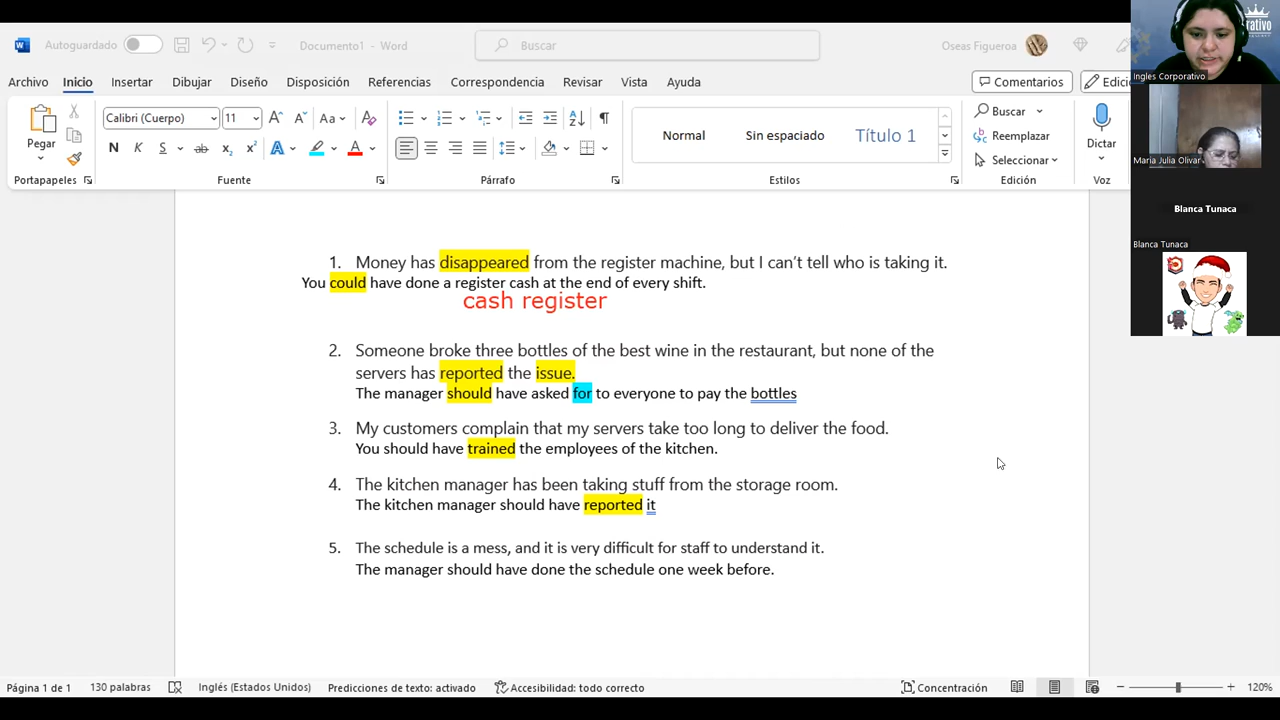 Autoguardado
Documento1 - Word
Buscar
Oseas Figueroa
Archivo Inicio Insertar Dibujar Diseño Disposición Referencias Correspondencia Revisar Vista Ayuda
Comentarios
Edició
Pegar
Calibri (Cuerpo)
11
Aa
N K S ab x₂ x² A A
Normal
Sin espaciado
Título 1
Buscar
Reemplazar
Seleccionar
Dictar
Portapapeles
Fuente
Párrafo
Estilos
Edición
Voz
1. Money has disappeared from the register machine, but I can’t tell who is taking it.
You could have done a register cash at the end of every shift.
cash register
2. Someone broke three bottles of the best wine in the restaurant, but none of the
servers has reported the issue.
The manager should have asked for to everyone to pay the bottles
3. My customers complain that my servers take too long to deliver the food.
You should have trained the employees of the kitchen.
4. The kitchen manager has been taking stuff from the storage room.
The kitchen manager should have reported it
5. The schedule is a mess, and it is very difficult for staff to understand it.
The manager should have done the schedule one week before.
Página 1 de 1
130 palabras
Inglés (Estados Unidos)
Predicciones de texto: activado
Accesibilidad: todo correcto
Concentración
120%
rativo
Ingles Corporativo
Maria Julia Olivar
Blanca Tunaca
Blanca Tunaca